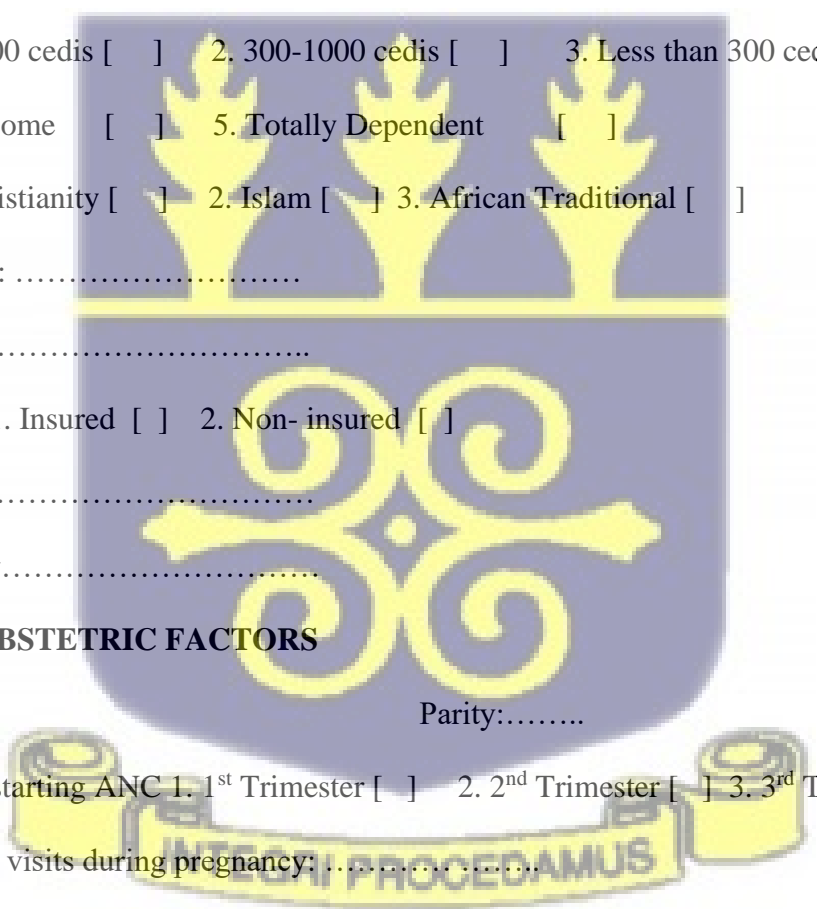 00 cedis [ ] 2. 300-1000 cedis [ ] 3. Less than 300 ced
ome [ ] 5. Totally Dependent [ ]
istianity [ ] 2. Islam [ ] 3. African Traditional [ ]
: ………………………
…………………………..
. Insured [ ] 2. Non- insured [ ]
…………………………
…………………………
BSTETRIC FACTORS
Parity:……..
starting ANC 1. 1st Trimester [ ] 2. 2nd Trimester [ ] 3. 3rd T
visits during pregnancy: ………… ……..
INTEGRI PROCEDAMUS